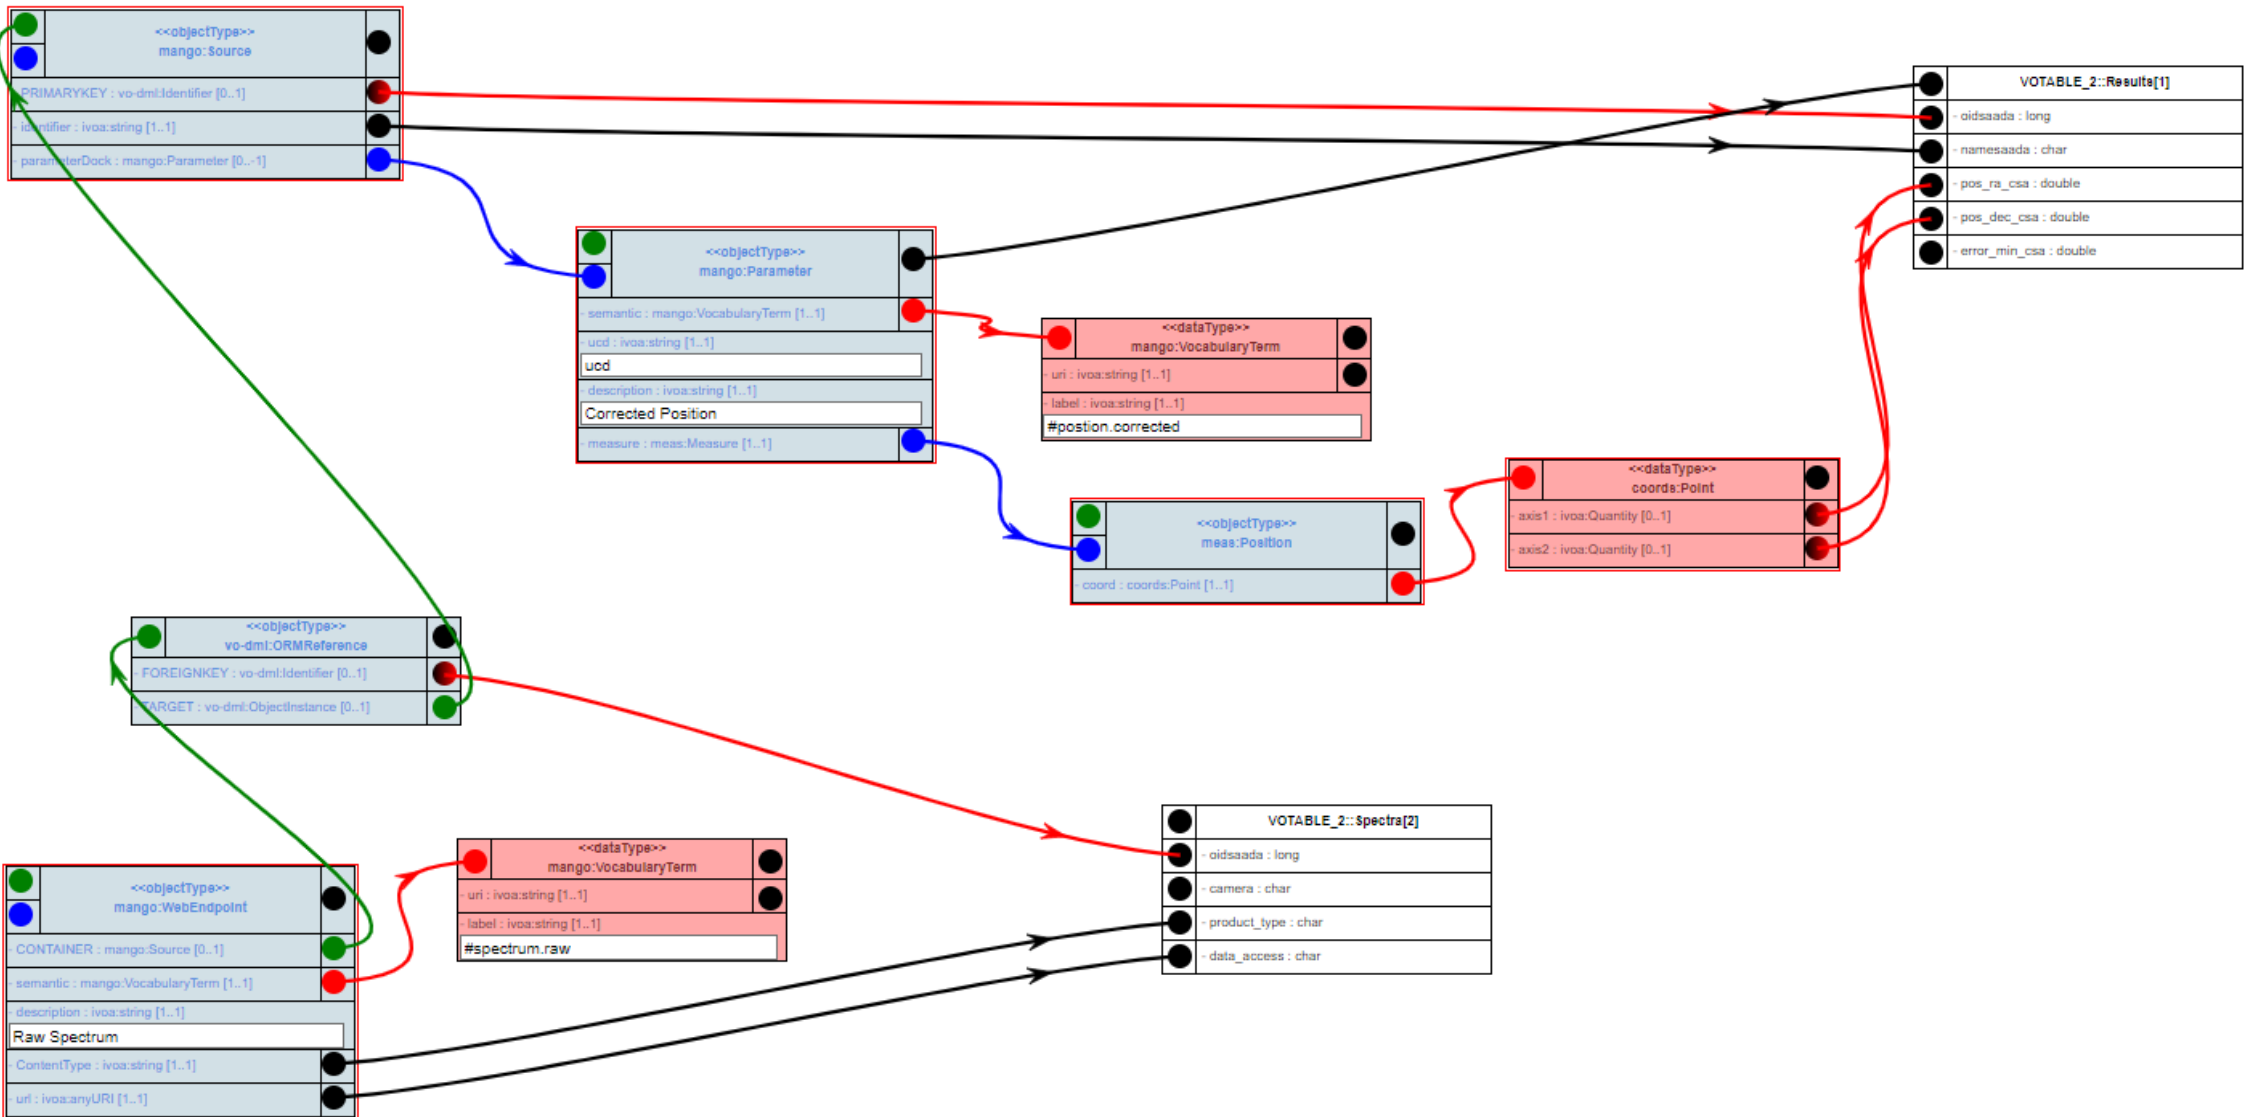 <<objectType>>
mango:Source
- PRIMARYKEY : vo-dml:Identifier [0..1]
- identifier : ivoa:string [1..1]
- parameterDock : mango:Parameter [0..-1]
VOTABLE_2::Results[1]
- oidsaada : long
- namesaada : char
- pos_ra_csa : double
- pos_dec_csa : double
- error_min_csa : double
<<objectType>>
mango:Parameter
- semantic : mango:VocabularyTerm [1..1]
- ucd : ivoa:string [1..1]
ucd
- description : ivoa:string [1..1]
Corrected Position
- measure : meas:Measure [1..1]
<<dataType>>
mango:VocabularyTerm
- uri : ivoa:string [1..1]
- label : ivoa:string [1..1]
#postion.corrected
<<objectType>>
meas:Position
- coord : coords:Point [1..1]
<<dataType>>
coords:Point
- axis1 : ivoa:Quantity [0..1]
- axis2 : ivoa:Quantity [0..1]
<<objectType>>
vo-dml:ORMReference
- FOREIGNKEY : vo-dml:Identifier [0..1]
- TARGET : vo-dml:ObjectInstance [0..1]
<<objectType>>
mango:WebEndpoint
- CONTAINER : mango:Source [0..1]
- semantic : mango:VocabularyTerm [1..1]
- description : ivoa:string [1..1]
Raw Spectrum
- ContentType : ivoa:string [1..1]
- url : ivoa:anyURI [1..1]
<<dataType>>
mango:VocabularyTerm
- uri : ivoa:string [1..1]
- label : ivoa:string [1..1]
#spectrum.raw
VOTABLE_2::Spectra[2]
- oidsaada : long
- camera : char
- product_type : char
- data_access : char